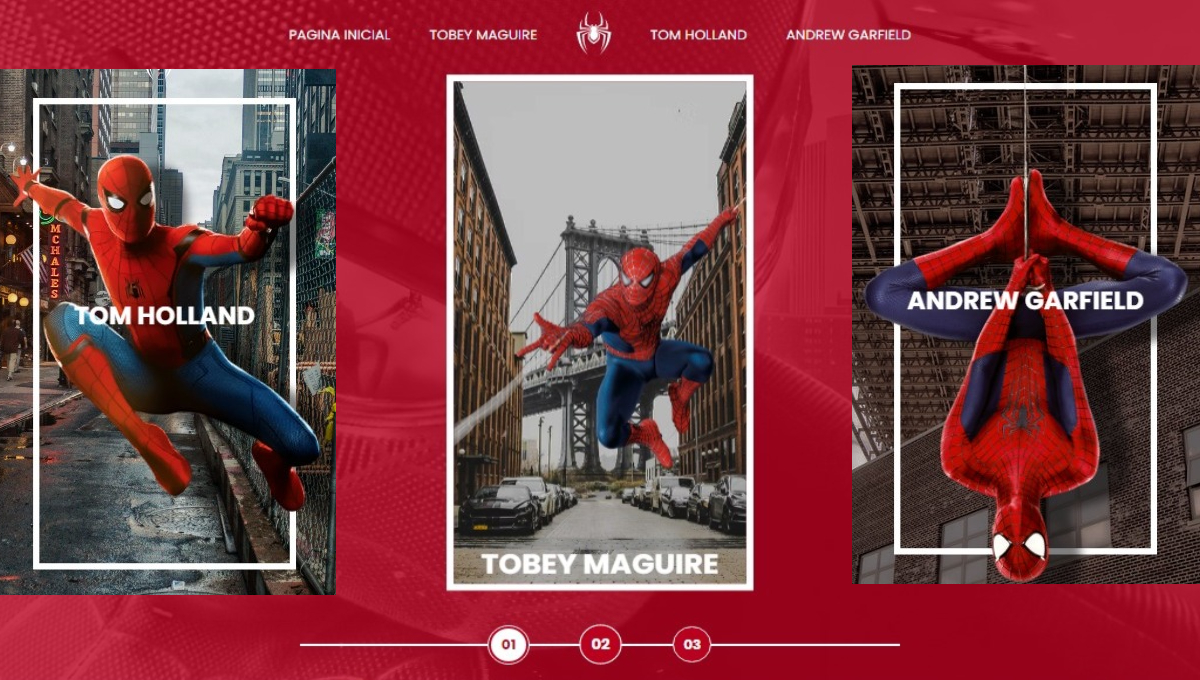 PAGINA INICIAL
TOBEY MAGUIRE
TOM HOLLAND
ANDREW GARFIELD
MCHALES
TOM HOLLAND
TOBEY MAGUIRE
ANDREW GARFIELD
01
02
03